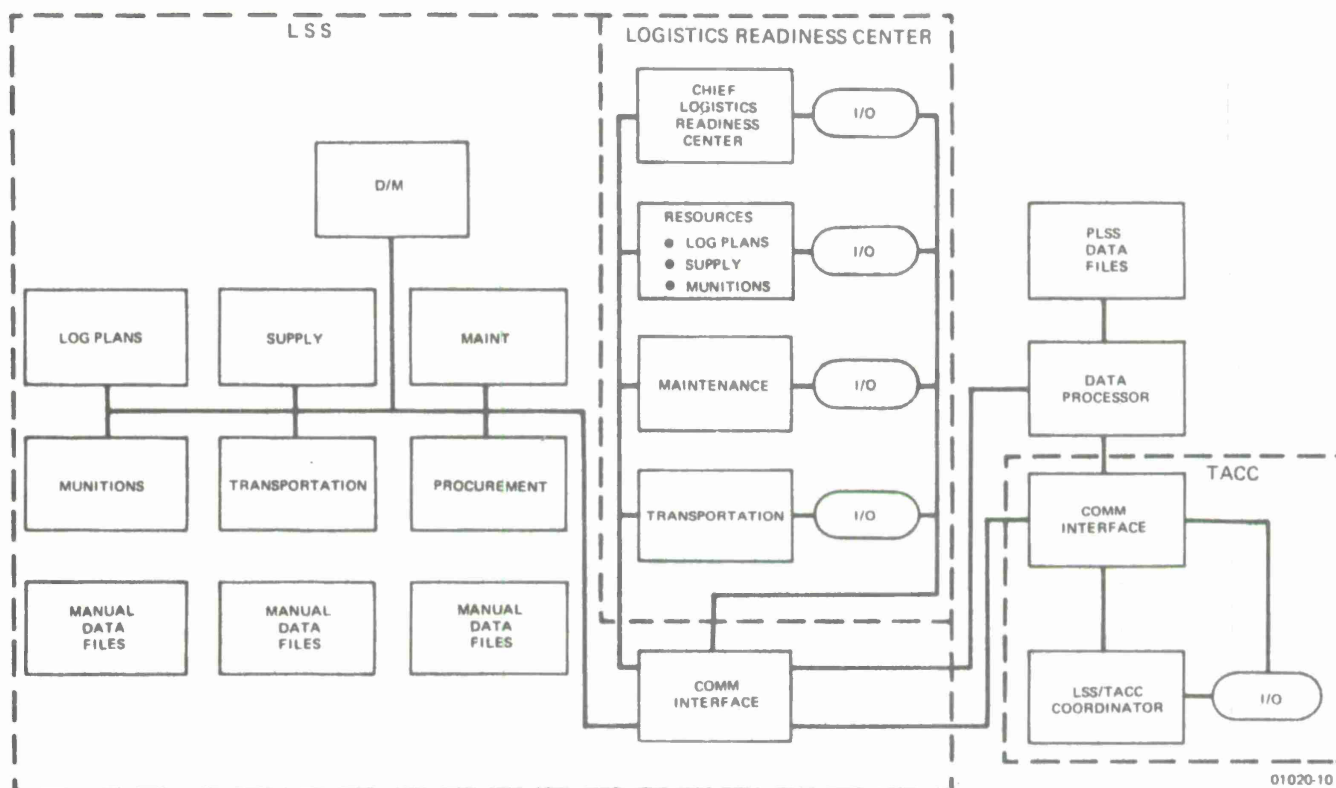 LSS
LOGISTICS READINESS CENTER
CHIEF
LOGISTICS
READINESS
CENTER
I/O
D/M
RESOURCES
● LOG PLANS
● SUPPLY
● MUNITIONS
I/O
PLSS
DATA
FILES
LOG PLANS
SUPPLY
MAINT
MAINTENANCE
I/O
DATA
PROCESSOR
MUNITIONS
TRANSPORTATION
PROCUREMENT
TRANSPORTATION
I/O
TACC
COMM
INTERFACE
MANUAL
DATA
FILES
MANUAL
DATA
FILES
MANUAL
DATA
FILES
COMM
INTERFACE
LSS/TACC
COORDINATOR
I/O
01020-10